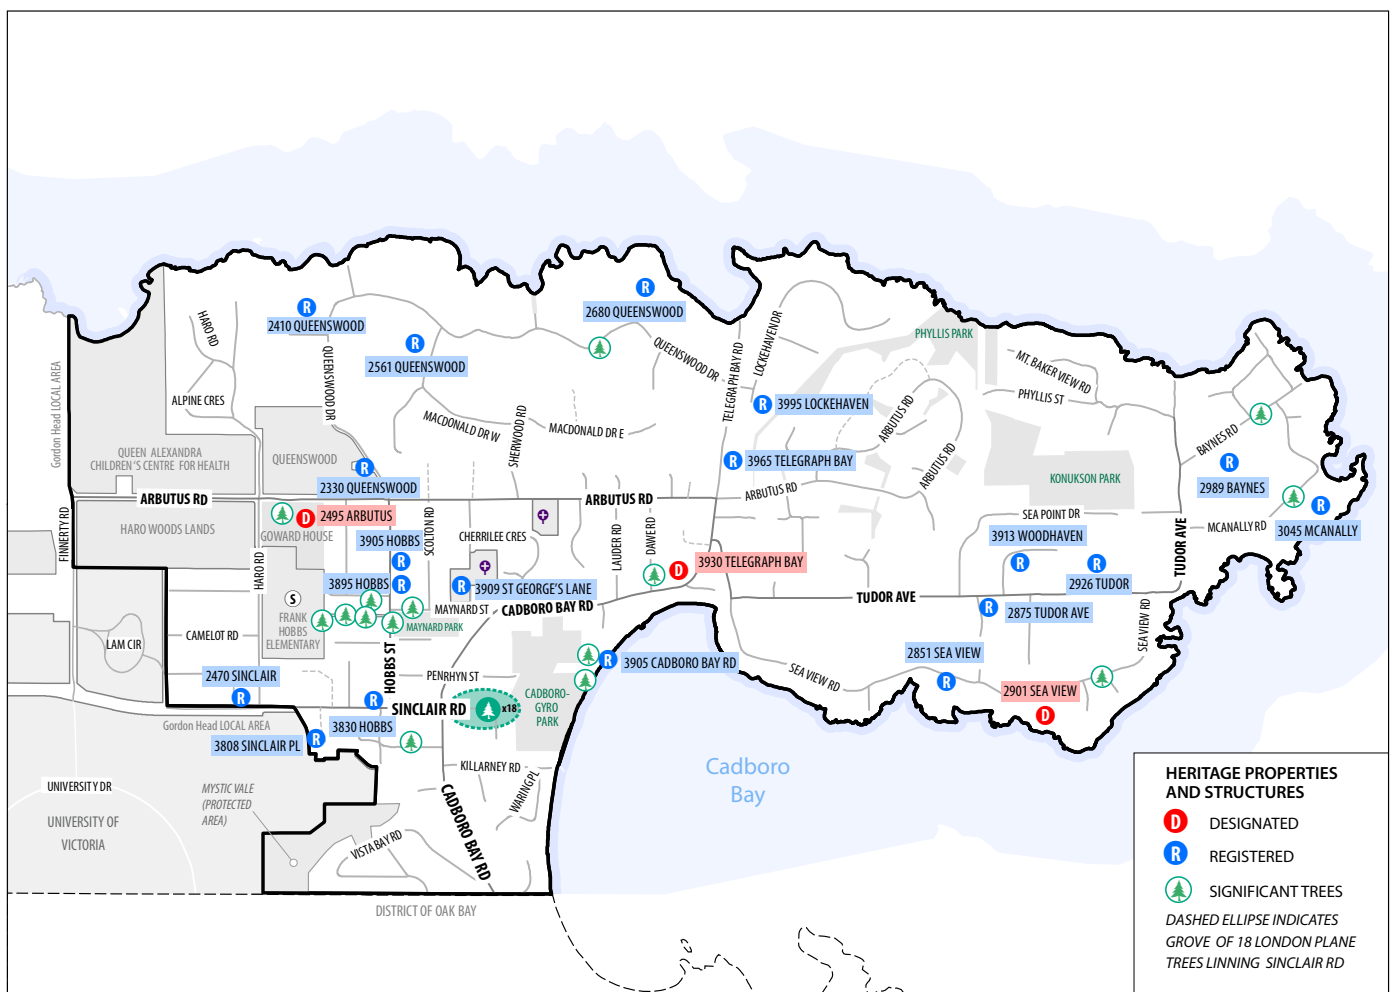 2680 QUEENSWOOD
2410 QUEENSWOOD
2561 QUEENSWOOD
HARO RD
QUEENSWOOD DR
QUEENSWOOD DR
TELEGRAPH BAY RD
LOCKEHAVEN DR
PHYLLIS PARK
MT. BAKER VIEW RD
PHYLLIS ST
Gordon Head LOCAL AREA
ALPINE CRES
MACDONALD DR W
SHERWOOD RD
MACDONALD DR E
3995 LOCKEHAVEN
ARBUTUS RD
ARBUTUS RD
BAYNES RD
QUEEN ALEXANDRA
CHILDREN'S CENTRE FOR HEALTH
QUEENSWOOD
3965 TELEGRAPH BAY
KONUKSON PARK
2330 QUEENSWOOD
2989 BAYNES
ARBUTUS RD
ARBUTUS RD
ARBUTUS RD
FINNERTY RD
HARO WOODS LANDS
D
2495 ARBUTUS
GOWARD HOUSE
SCOLTON RD
CHERRILEE CRES
LAUDER RD
DAWE RD
SEA POINT DR
MCANALLY RD
3045 MCANALLY
3905 HOBBS
3913 WOODHAVEN
TUDOR AVE
HARO RD
3895 HOBBS
3909 ST GEORGE'S LANE
D
3930 TELEGRAPH BAY
2926 TUDOR
S
FRANK
HOBBS
ELEMENTARY
MAYNARD ST
CADBORO BAY RD
TUDOR AVE
2875 TUDOR AVE
MAYNARD PARK
LAM CIR
CAMELOT RD
HOBBS ST
SEA VIEW RD
2470 SINCLAIR
PENRHYN ST
3905 CADBORO BAY RD
SEA VIEW RD
2851 SEA VIEW
2901 SEA VIEW
D
SINCLAIR RD
x18
CADBORO-
GYRO
PARK
Gordon Head LOCAL AREA
3830 HOBBS
3808 SINCLAIR PL
KILLARNEY RD
WARING PL
Cadboro
Bay
UNIVERSITY DR
MYSTIC VALE
(PROTECTED
AREA)
UNIVERSITY OF
VICTORIA
VISTA BAY RD
CADBORO BAY RD
DISTRICT OF OAK BAY
HERITAGE PROPERTIES
AND STRUCTURES
D DESIGNATED
R REGISTERED
SIGNIFICANT TREES
DASHED ELLIPSE INDICATES
GROVE OF 18 LONDON PLANE
TREES LINNING SINCLAIR RD